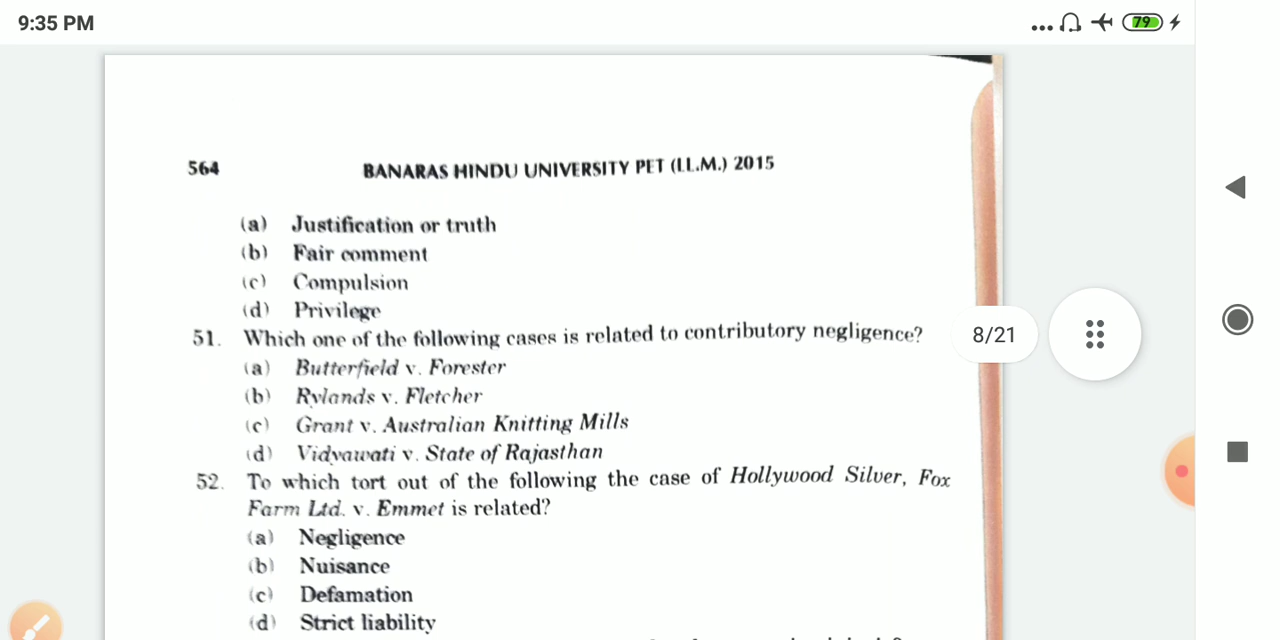 9:35 PM
79
564 BANARAS HINDU UNIVERSITY PET (LL.M.) 2015
(a) Justification or truth
(b) Fair comment
(c) Compulsion
(d) Privilege
51. Which one of the following cases is related to contributory negligence?
(a) Butterfield v. Forester
(b) Rylands v. Fletcher
(c) Grant v. Australian Knitting Mills
(d) Vidyawati v. State of Rajasthan
8/21
52. To which tort out of the following the case of Hollywood Silver, Fox
Farm Ltd. v. Emmet is related?
(a) Negligence
(b) Nuisance
(c) Defamation
(d) Strict liability